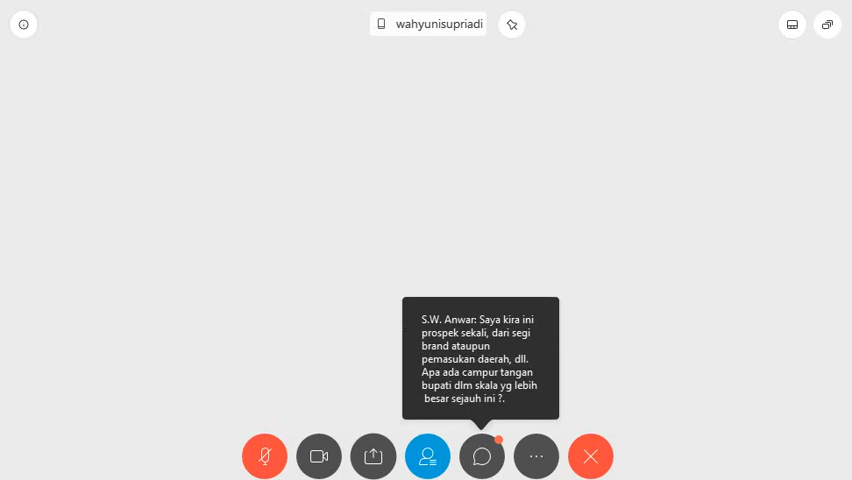 wahyunisupriadi
S.W. Anwar: Saya kira ini
prospek sekali, dari segi
brand ataupun
pemasukan daerah, dll.
Apa ada campur tangan
bupati dlm skala yg lebih
besar sejauh ini ?.